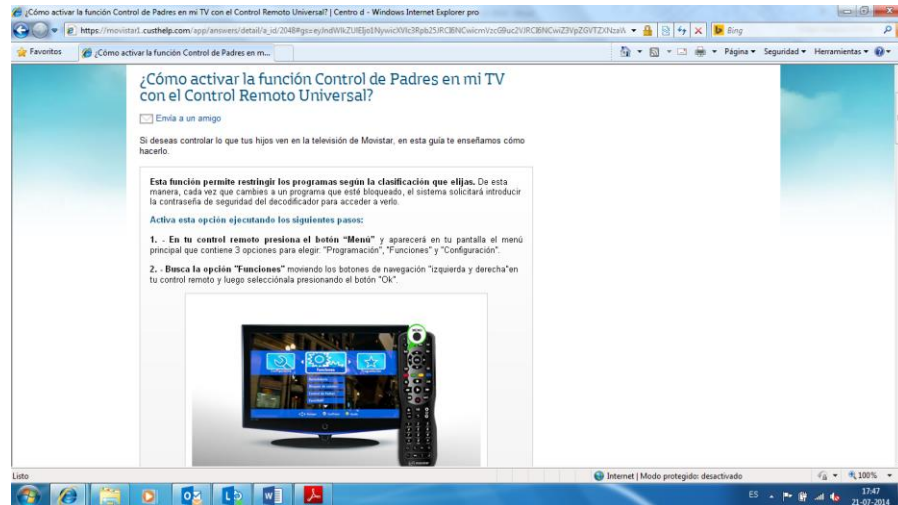 ¿Cómo activar la función Control de Padres en mi TV con el Control Remoto Universal? | Centro d - Windows Internet Explorer pro
Bing
Favoritos
¿Cómo activar la función Control de Padres en m...
Página
Seguridad
Herramientas
¿Cómo activar la función Control de Padres en mi TV
con el Control Remoto Universal?
Envía a un amigo
Si deseas controlar lo que tus hijos ven en la televisión de Movistar, en esta guía te enseñamos cómo
hacerlo.
Esta función permite restringir los programas según la clasificación que elijas. De esta
manera, cada vez que cambies a un programa que esté bloqueado, el sistema solicitará introducir
la contraseña de seguridad del decodificador para acceder a verlo.
Activa esta opción ejecutando los siguientes pasos:
1. - En tu control remoto presiona el botón “Menú” y aparecerá en tu pantalla el menú
principal que contiene 3 opciones para elegir: "Programación", "Funciones" y "Configuración".
2. - Busca la opción "Funciones" moviendo los botones de navegación "izquierda y derecha"en
tu control remoto y luego selecciónala presionando el botón "Ok".
Funciones
Listo
Internet | Modo protegido: desactivado
100%
ES
17:47
21-07-2014